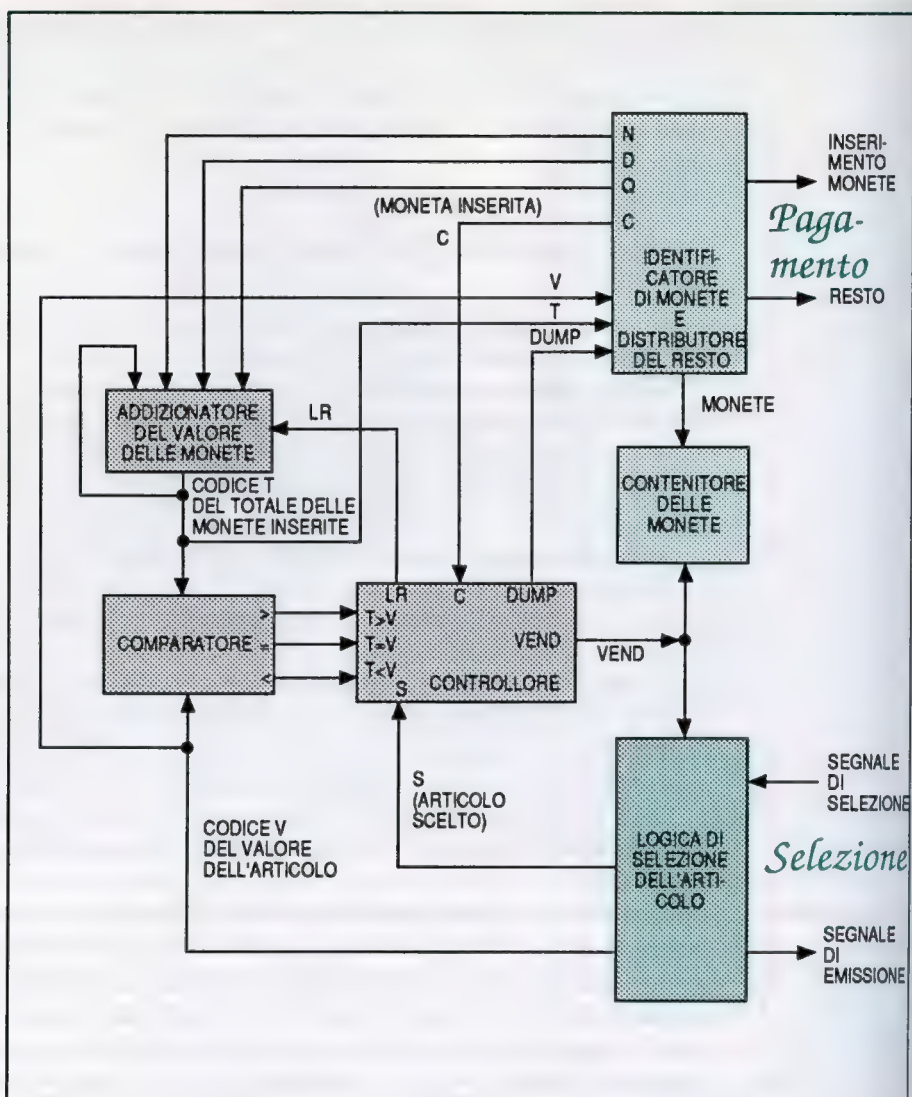 N
D
Q
C
IDENTIFI-
CATORE
DI MONETE
E
DISTRIBUTORE
DEL RESTO
INSERI-
MENTO
MONETE
Paga-
mento
RESTO
(MONETA INSERITA)
C
V
T
DUMP
MONETE
ADDIZIONATORE
DEL VALORE
DELLE MONETE
LR
CODICE T
DEL TOTALE DELLE
MONETE INSERITE
CONTENITORE
DELLE
MONETE
COMPARATORE
>
=
<
LR C DUMP
T>V
T=V
T<V
S
VEND
CONTROLLORE
VEND
S
(ARTICOLO
SCELTO)
CODICE V
DEL VALORE
DELL'ARTICOLO
LOGICA DI
SELEZIONE
DELL'ARTI-
COLO
SEGNALE
DI
SELEZIONE
Selezione
SEGNALE
DI
EMISSIONE